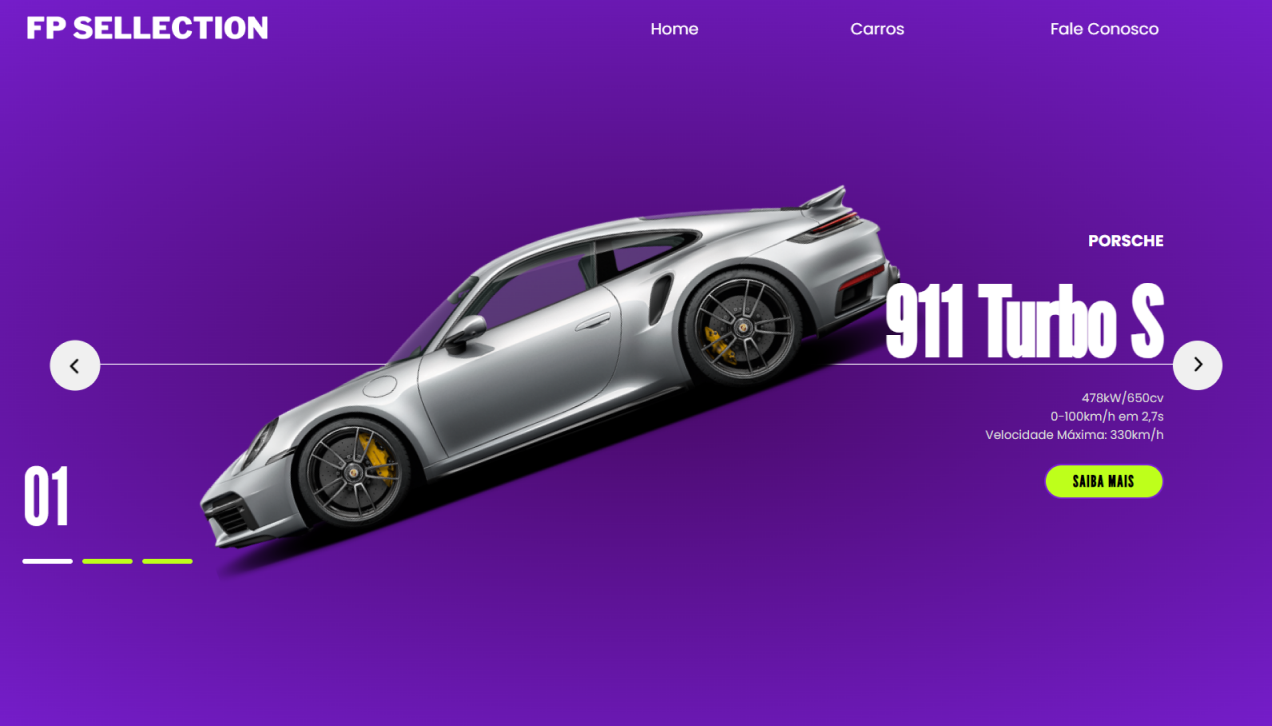 FP SELLECTION
Home
Carros
Fale Conosco
PORSCHE
911 Turbo S
478kW/650cv
0-100km/h em 2,7s
Velocidade Máxima: 330km/h
SAIBA MAIS
01